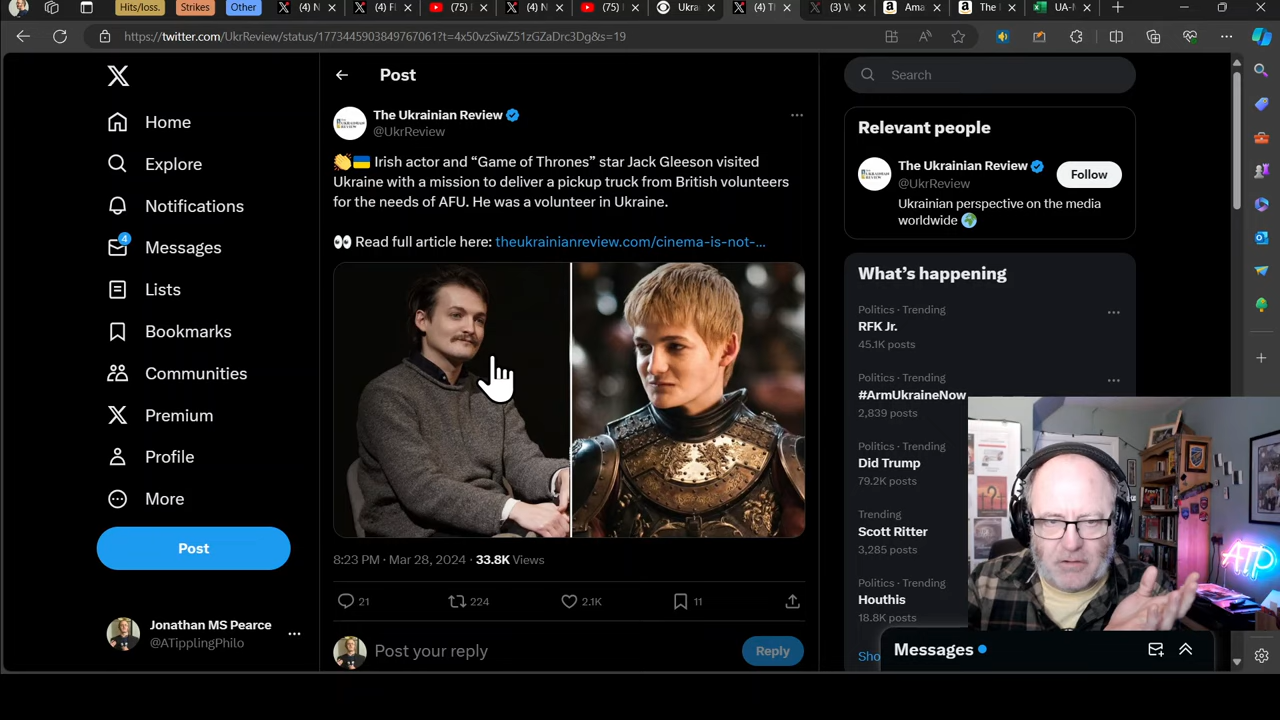 Hits/loss.
Strikes
Other
(4) N
(4) Fl
(75) I
(4) N
(75) I
Ukra
(4) T
(3) V
Ama
The I
UA-M
https://twitter.com/UkrReview/status/1773445903849767061?t=4x50vzSiwZ51zGZaDrc3Dg&s=19
Post
Search
Home
Explore
Notifications
4
Messages
Lists
Bookmarks
Communities
Premium
Profile
More
Post
Jonathan MS Pearce
@ATipplingPhilo
The Ukrainian Review
@UkrReview
Irish actor and “Game of Thrones” star Jack Gleeson visited
Ukraine with a mission to deliver a pickup truck from British volunteers
for the needs of AFU. He was a volunteer in Ukraine.
Read full article here: theukrainianreview.com/cinema-is-not-...
8:23 PM · Mar 28, 2024 · 33.8K Views
21
224
2.1K
11
Post your reply
Reply
Relevant people
The Ukrainian Review
@UkrReview
Follow
Ukrainian perspective on the media
worldwide
What’s happening
Politics · Trending
RFK Jr.
45.1K posts
Politics · Trending
#ArmUkraineNow
2,839 posts
Politics · Trending
Did Trump
79.2K posts
Trending
Scott Ritter
3,285 posts
Politics · Trending
Houthis
18.8K posts
Sho
Messages
ATP